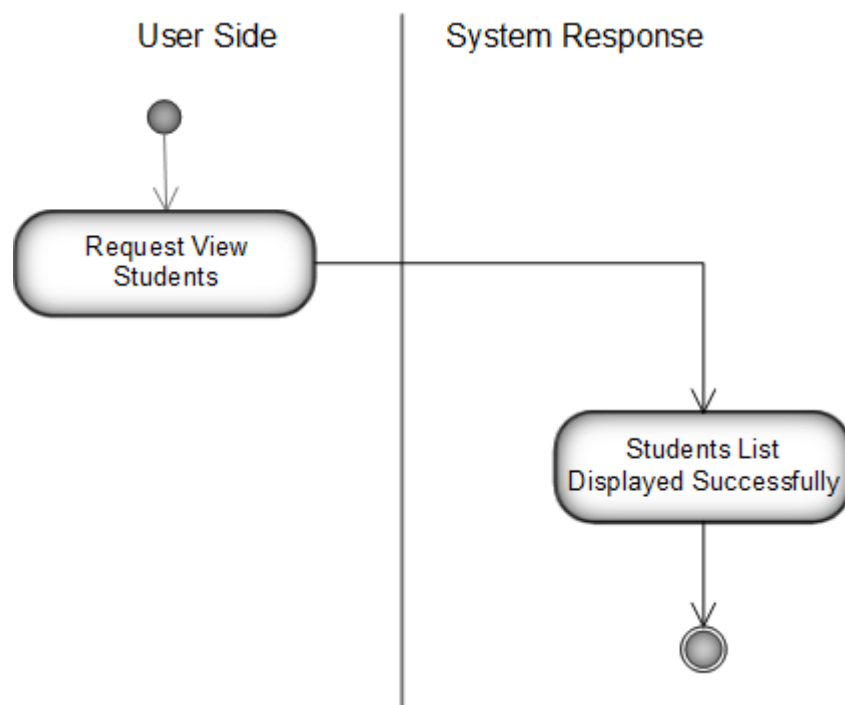 User Side
System Response
Request View
Students
Students List
Displayed Successfully